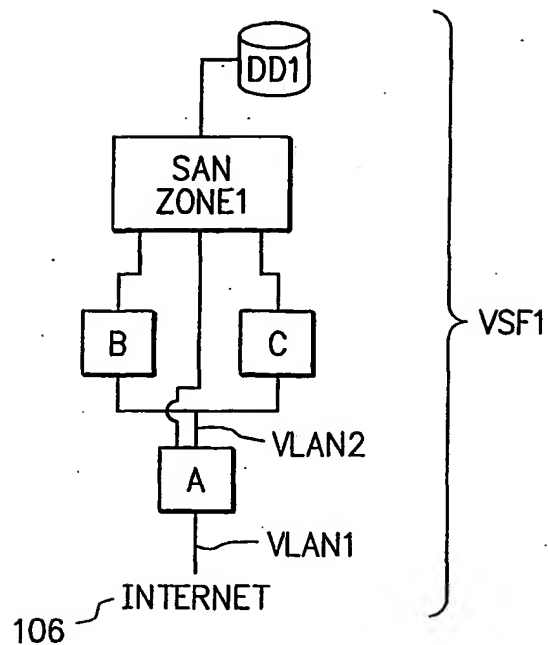 DD1
SAN
ZONE1
B
C
VSF1
VLAN2
A
VLAN1
INTERNET
106